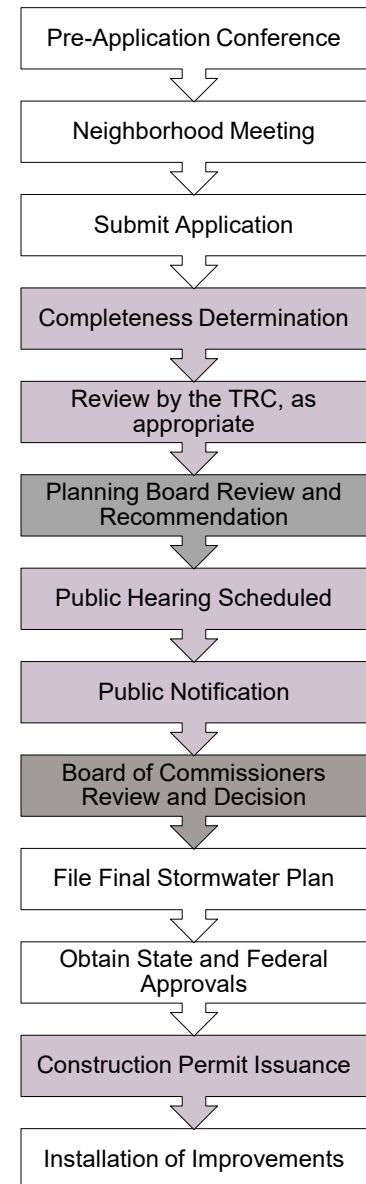 Pre-Application Conference
Neighborhood Meeting
Submit Application
Completeness Determination
Review by the TRC, as
appropriate
Planning Board Review and
Recommendation
Public Hearing Scheduled
Public Notification
Board of Commissioners
Review and Decision
File Final Stormwater Plan
Obtain State and Federal
Approvals
Construction Permit Issuance
Installation of Improvements